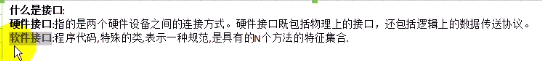 什么是接口:
硬件接口:指的是两个硬件设备之间的连接方式。硬件接口既包括物理上的接口，还包括逻辑上的数据传送协议。
软件接口:程序代码,特殊的类,表示一种规范,是具有的N个方法的特征集合.